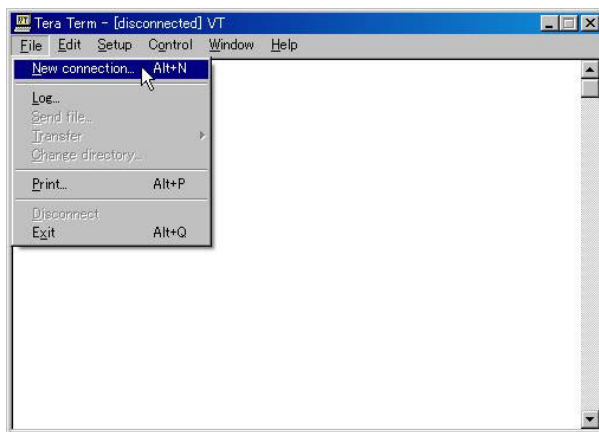 Tera Term - [disconnected] VT
File Edit Setup Control Window Help
New connection... Alt+N
Log...
Send file...
Transfer
Change directory...
Print... Alt+P
Disconnect
Exit Alt+Q